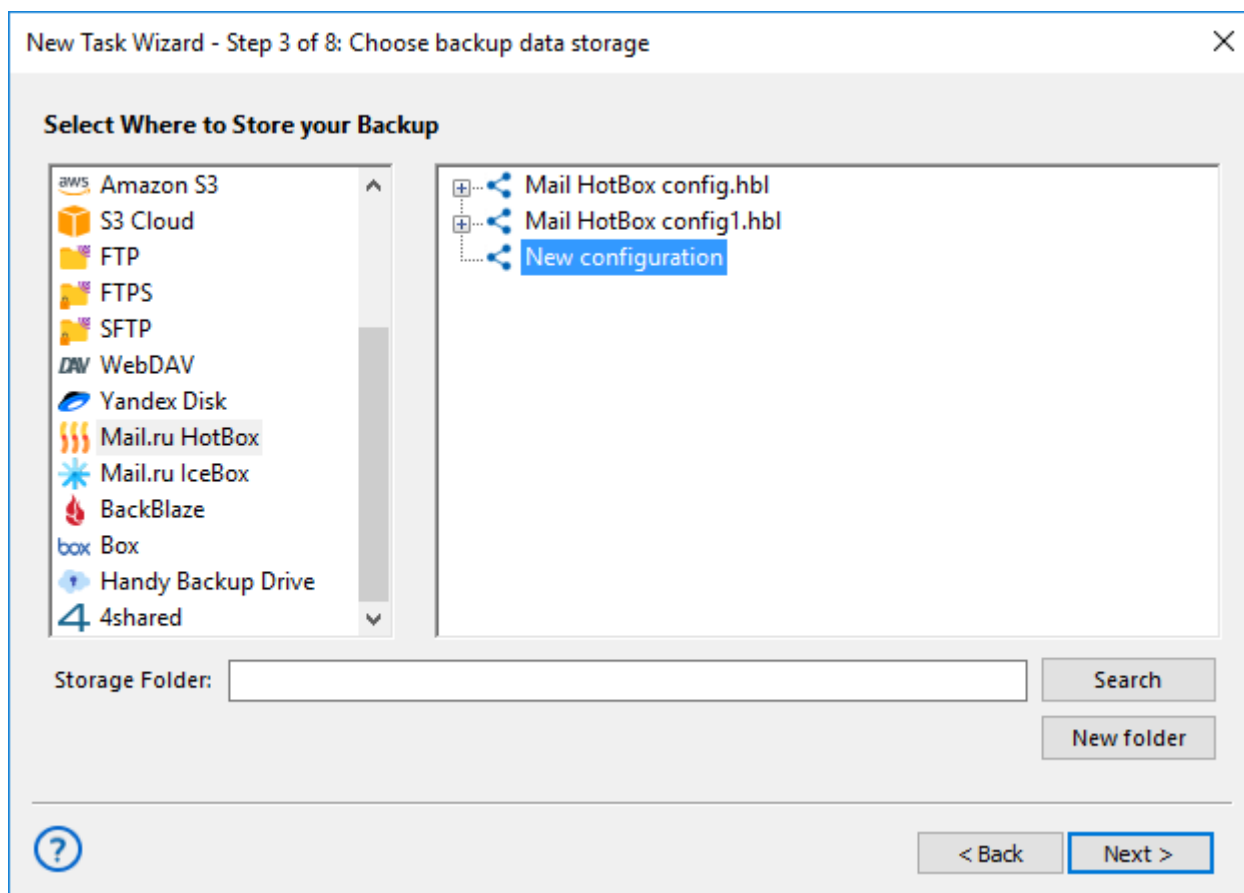 New Task Wizard - Step 3 of 8: Choose backup data storage
Select Where to Store your Backup
aws Amazon S3
S3 Cloud
FTP
FTPS
SFTP
DAV WebDAV
Yandex Disk
Mail.ru HotBox
Mail.ru IceBox
BackBlaze
box Box
Handy Backup Drive
4 4shared
Mail HotBox config.hbl
Mail HotBox config1.hbl
New configuration
Storage Folder:
Search
New folder
?
< Back
Next >